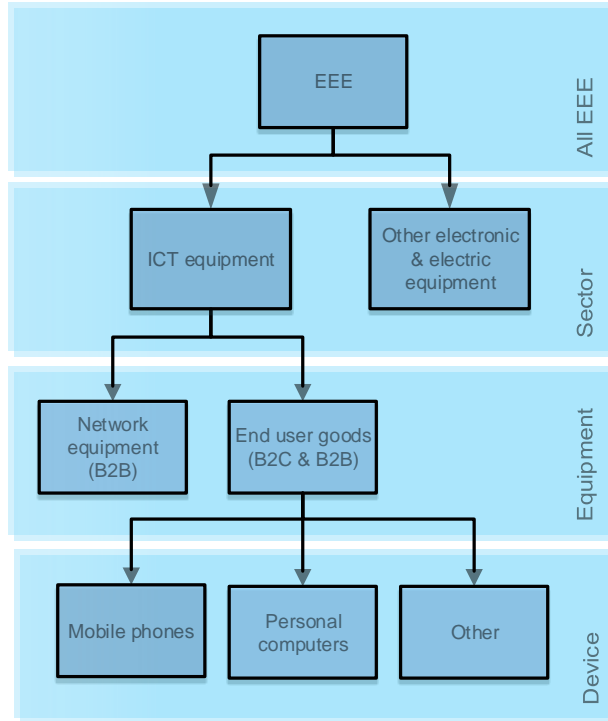 EEE
All EEE
ICT equipment
Other electronic
& electric
equipment
Sector
Network
equipment
(B2B)
End user goods
(B2C & B2B)
Equipment
Mobile phones
Personal
computers
Other
Device